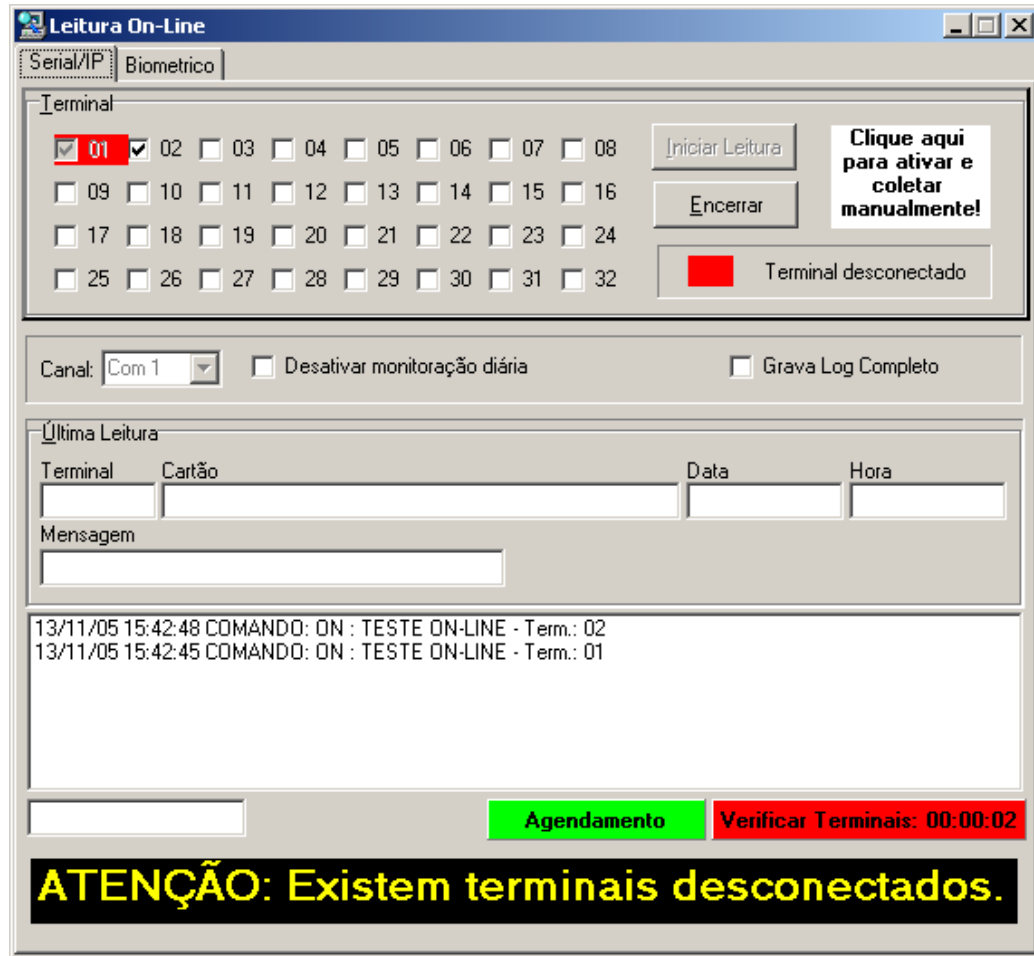 Leitura On-Line
Serial/IP Biometrico
Terminal
01 02 03 04 05 06 07 08
09 10 11 12 13 14 15 16
17 18 19 20 21 22 23 24
25 26 27 28 29 30 31 32
Iniciar Leitura
Encerrar
Clique aqui
para ativar e
coletar
manualmente!
Terminal desconectado
Canal: Com 1 Desativar monitoração diária Grava Log Completo
Última Leitura
Terminal Cartão Data Hora
Mensagem
13/11/05 15:42:48 COMANDO: ON : TESTE ON-LINE - Term.: 02
13/11/05 15:42:45 COMANDO: ON : TESTE ON-LINE - Term.: 01
Agendamento Verificar Terminais: 00:00:02
ATENÇÃO: Existem terminais desconectados.